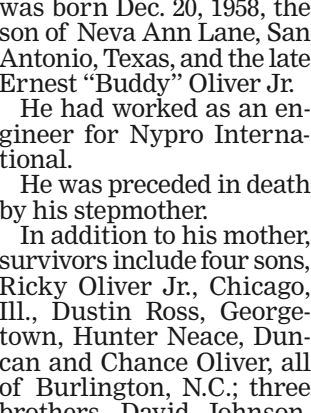 was born Dec. 20, 1958, the
son of Neva Ann Lane, San
Antonio, Texas, and the late
Ernest “Buddy” Oliver Jr.
He had worked as an en-
gineer for Nypro Interna-
tional.
He was preceded in death
by his stepmother.
In addition to his mother,
survivors include four sons,
Ricky Oliver Jr., Chicago,
Ill., Dustin Ross, George-
town, Hunter Neace, Dun-
can and Chance Oliver, all
of Burlington, N.C.; three
brothers, David Johnson,